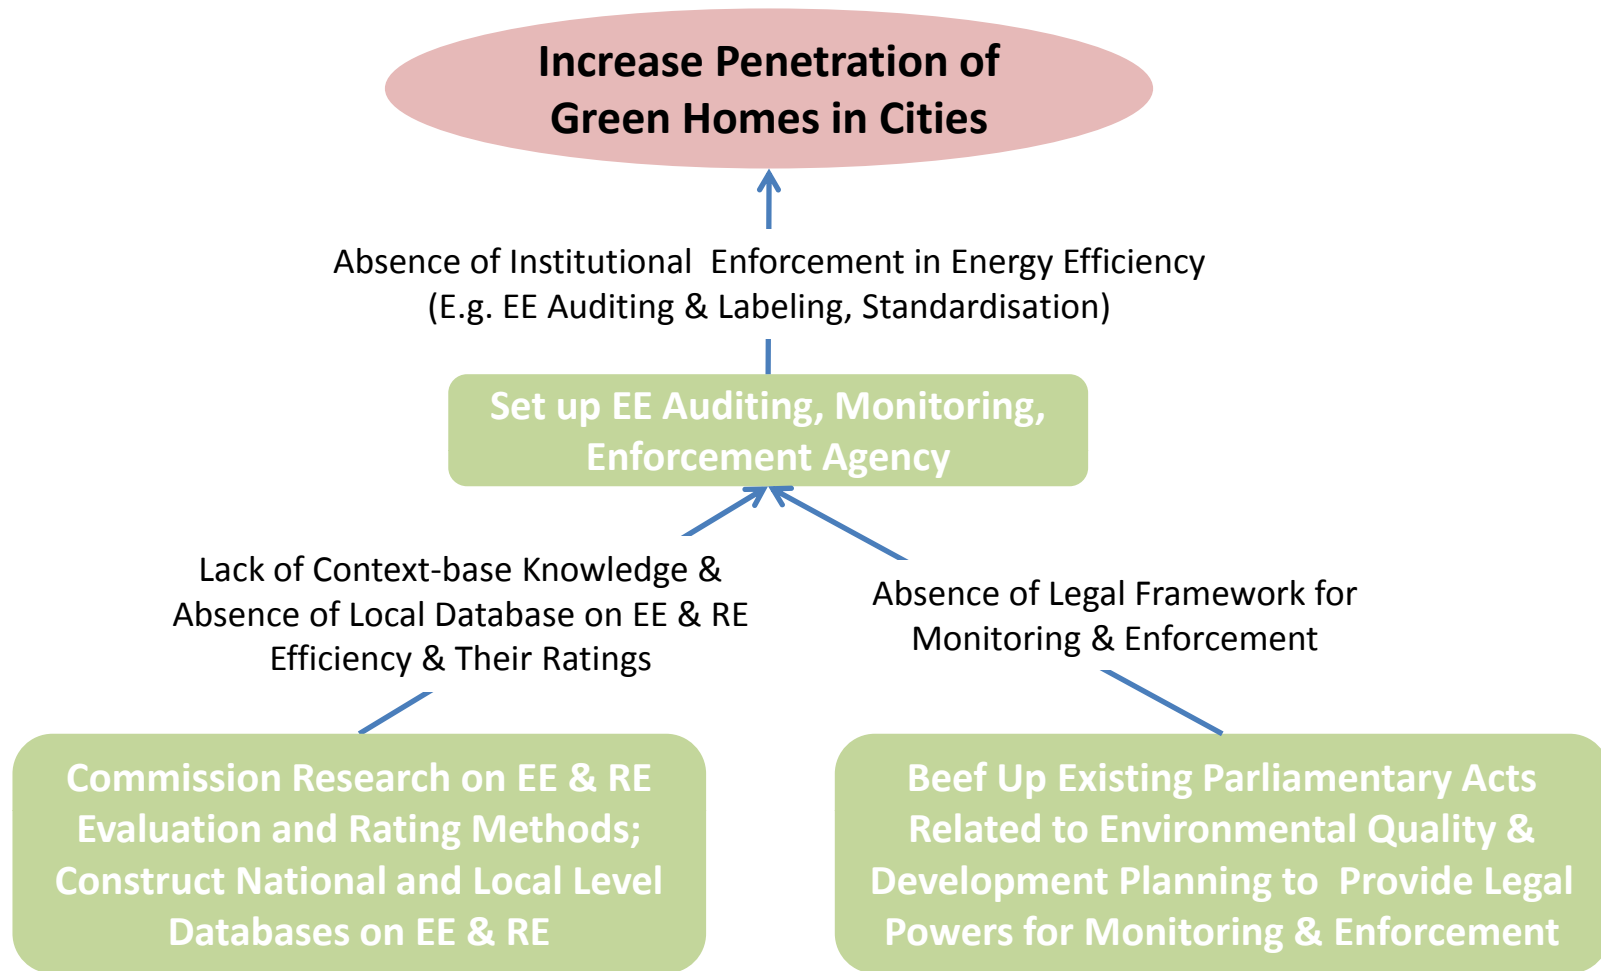 Increase Penetration of
Green Homes in Cities
Absence of Institutional  Enforcement in Energy Efficiency
(E.g. EE Auditing & Labeling, Standardisation)
Set up EE Auditing, Monitoring,
Enforcement Agency
Lack of Context-base Knowledge &
Absence of Local Database on EE & RE
Efficiency & Their Ratings
Absence of Legal Framework for
Monitoring & Enforcement
Commission Research on EE & RE
Evaluation and Rating Methods;
Construct National and Local Level
Databases on EE & RE
Beef Up Existing Parliamentary Acts
Related to Environmental Quality &
Development Planning to  Provide Legal
Powers for Monitoring & Enforcement